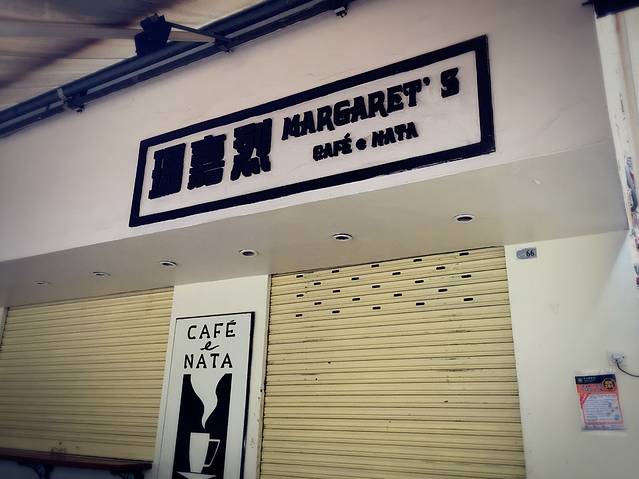 瑪嘉烈
MARGARET'S
CAFÉ e NATA
66
CAFÉ
e
NATA